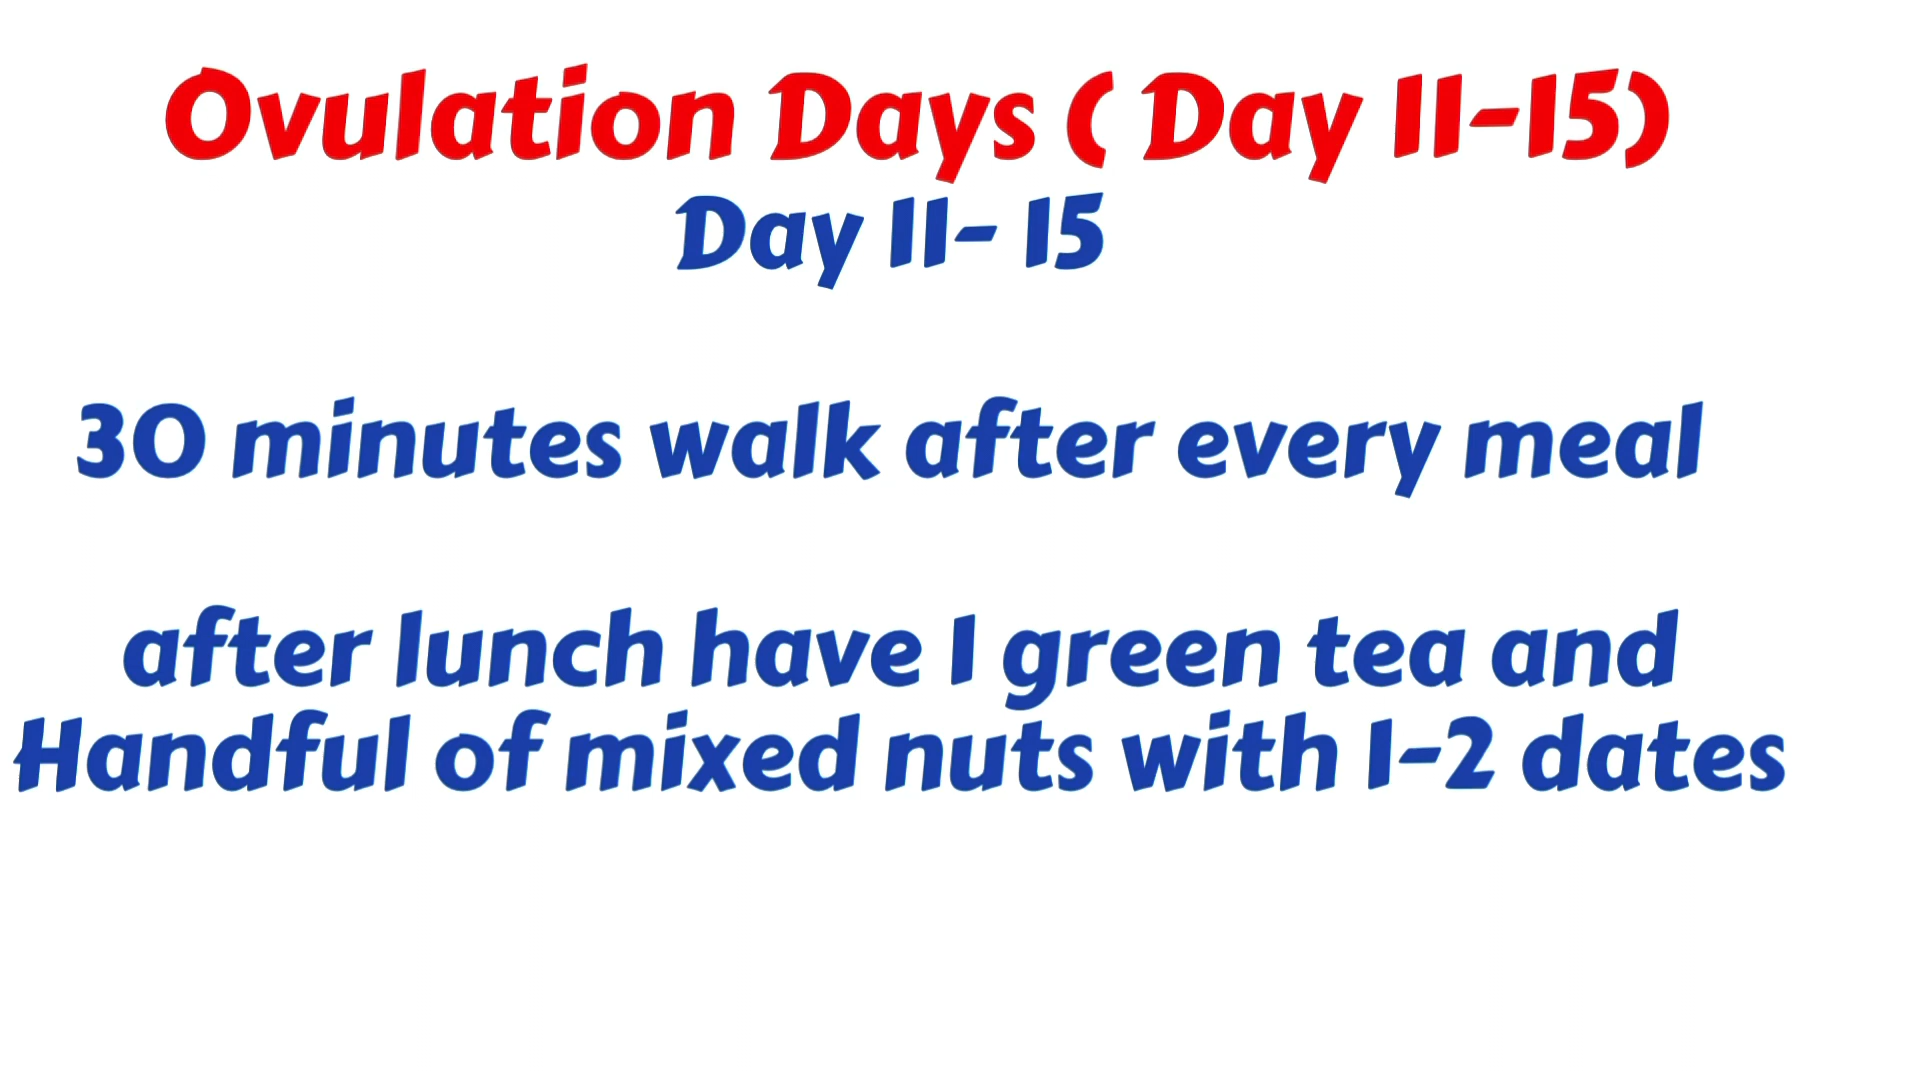 Ovulation Days ( Day 11-15)
Day 11- 15
30 minutes walk after every meal
after lunch have 1 green tea and
Handful of mixed nuts with 1-2 dates